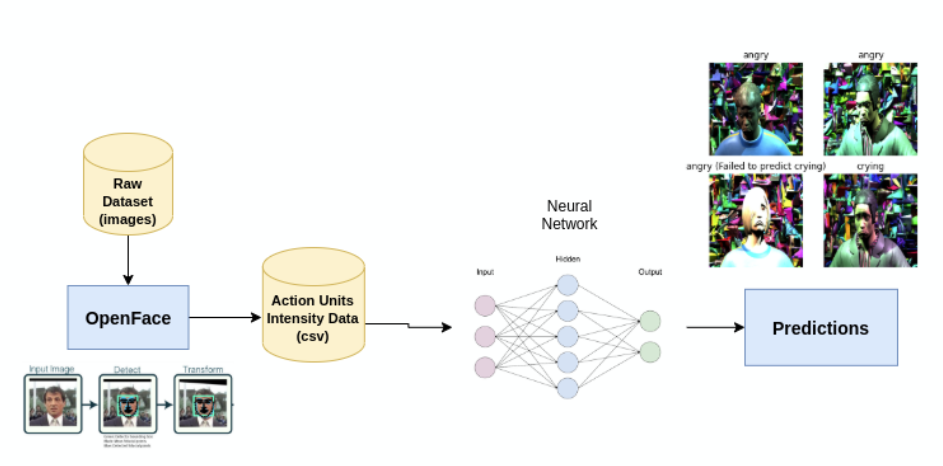 angry
angry
angry (Failed to predict crying)
crying
Raw
Dataset
(images)
OpenFace
Action Units
Intensity Data
(csv)
Neural
Network
Input
Hidden
Output
Predictions
Input Image
Detect
Transform